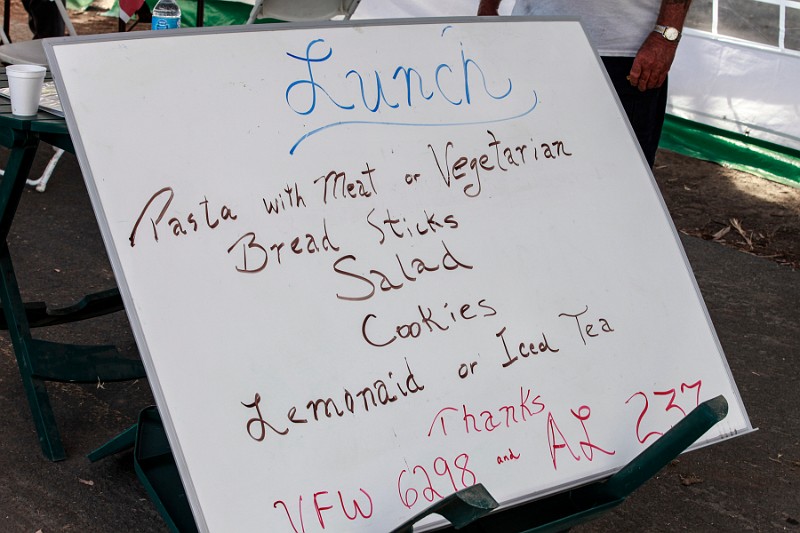 Lunch
Pasta with Meat or Vegetarian
Bread Sticks
Salad
Cookies
Lemonaid or Iced Tea
Thanks
VFW 6298 and AL 237